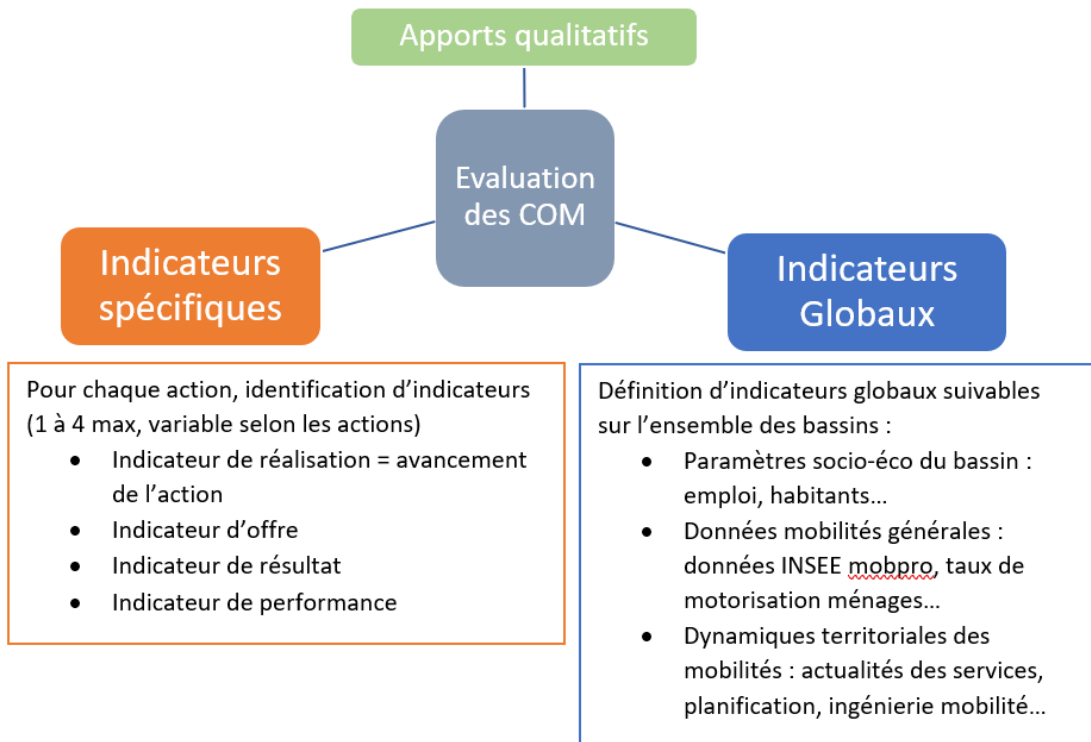 Apports qualitatifs
Evaluation
des COM
Indicateurs
spécifiques
Indicateurs
Globaux
Pour chaque action, identification d’indicateurs
(1 à 4 max, variable selon les actions)
• Indicateur de réalisation = avancement
de l’action
• Indicateur d’offre
• Indicateur de résultat
• Indicateur de performance
Définition d’indicateurs globaux suivables
sur l’ensemble des bassins :
• Paramètres socio-éco du bassin :
emploi, habitants…
• Données mobilités générales :
données INSEE mobpro, taux de
motorisation ménages…
• Dynamiques territoriales des
mobilités : actualités des services,
planification, ingénierie mobilité…